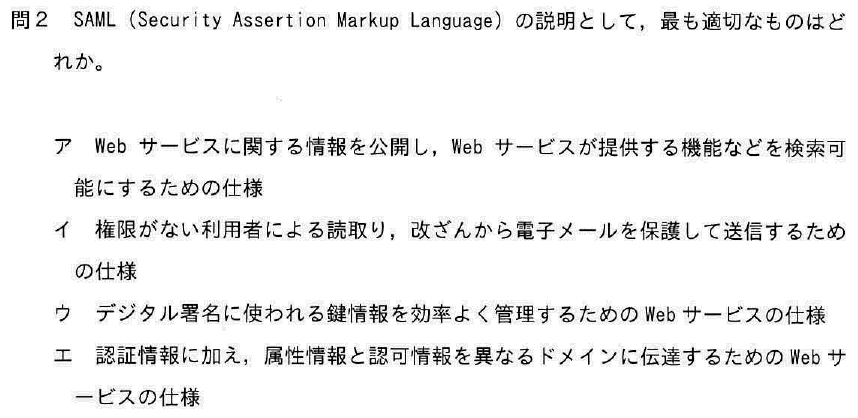 問2 SAML（Security Assertion Markup Language）の説明として，最も適切なものはど
れか。
ア Web サービスに関する情報を公開し，Web サービスが提供する機能などを検索可
能にするための仕様
イ 権限がない利用者による読取り，改ざんから電子メールを保護して送信するため
の仕様
ウ デジタル署名に使われる鍵情報を効率よく管理するための Web サービスの仕様
エ 認証情報に加え，属性情報と認可情報を異なるドメインに伝達するための Web サ
ービスの仕様